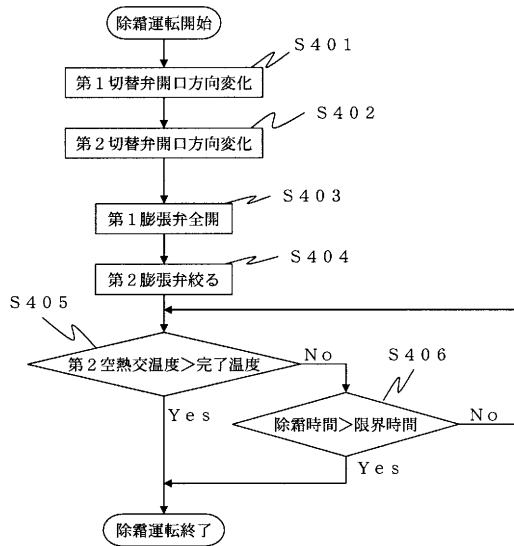 除霜運転開始
S401
第1切替弁開口方向変化
S402
第2切替弁開口方向変化
S403
第1膨張弁全開
S404
第2膨張弁絞る
S405
第2空熱交温度>完了温度
No
S406
Yes
除霜時間>限界時間
No
Yes
除霜運転終了